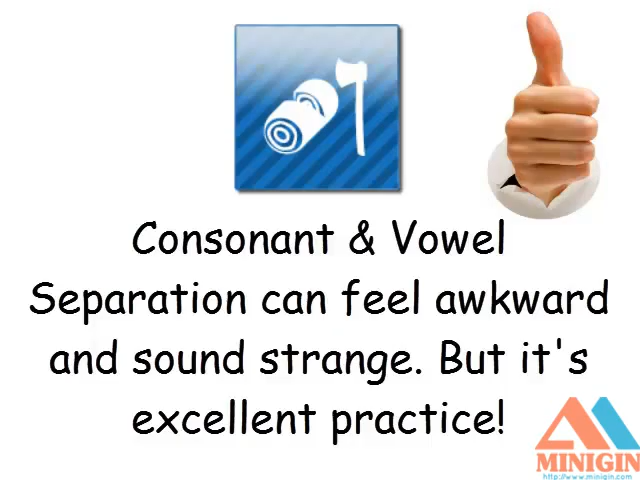 Consonant & Vowel
Separation can feel awkward
and sound strange. But it's
excellent practice!
MINIGIN
http://www.minigin.com